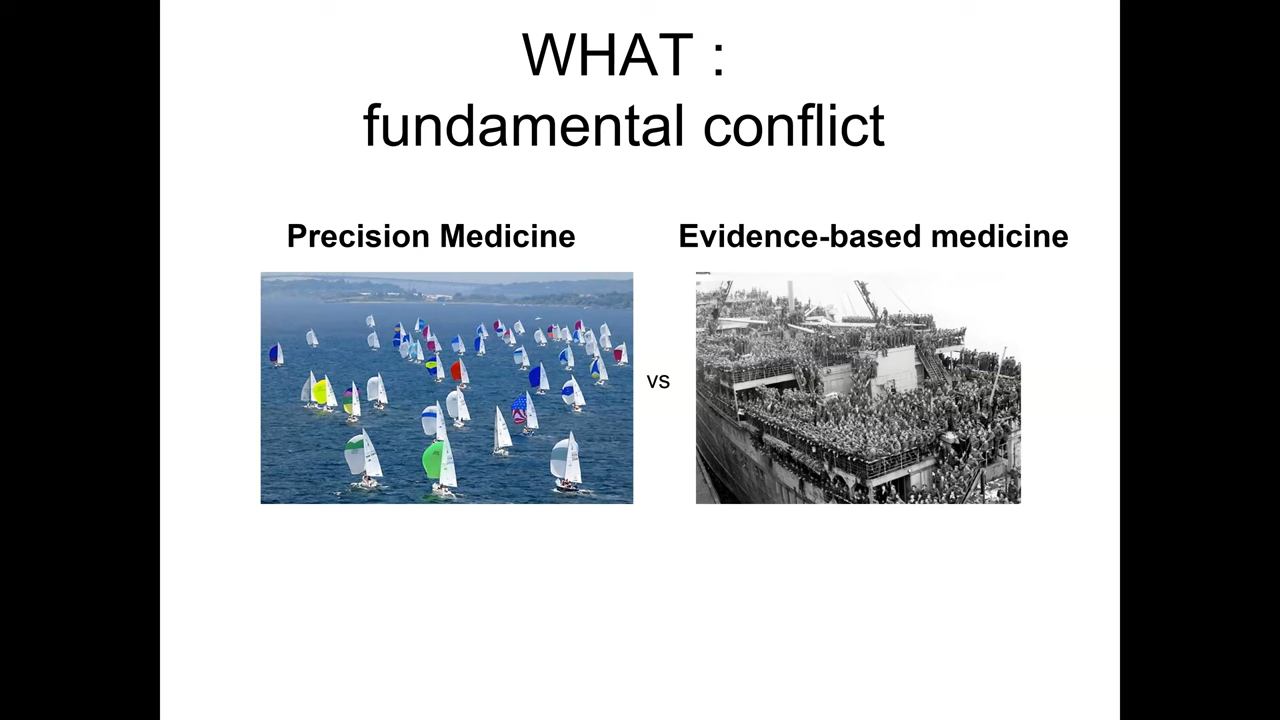 WHAT :
fundamental conflict
Precision Medicine
Evidence-based medicine
vs